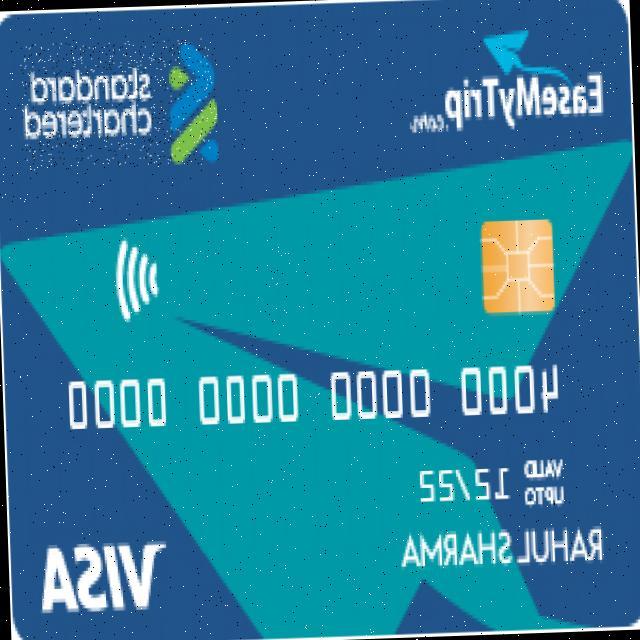 EaseMyTrip.com
standard
chartered
4000 0000 0000 0000
VALID
UPTO 12/22
RAHUL SHARMA
VISA